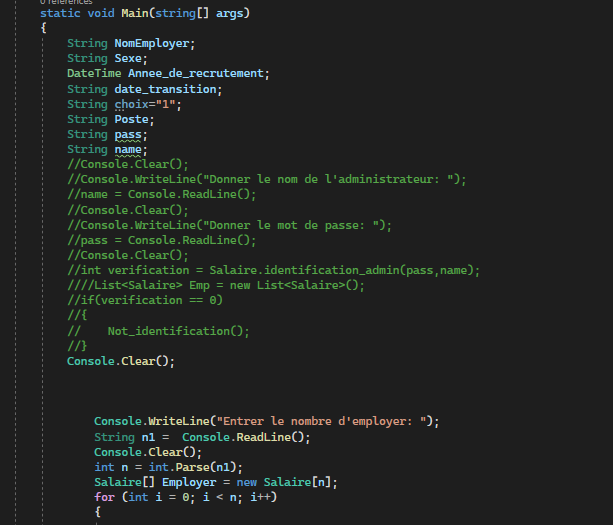 0 references
static void Main(string[] args)
{
String NomEmployer;
String Sexe;
DateTime Annee_de_recrutement;
String date_transition;
String choix="1";
String Poste;
String pass;
String name;
//Console.Clear();
//Console.WriteLine("Donner le nom de l'administrateur: ");
//name = Console.ReadLine();
//Console.Clear();
//Console.WriteLine("Donner le mot de passe: ");
//pass = Console.ReadLine();
//Console.Clear();
//int verification = Salaire.identification_admin(pass,name);
////List<Salaire> Emp = new List<Salaire>();
//if(verification == 0)
//{
//    Not_identification();
//}
Console.Clear();
Console.WriteLine("Entrer le nombre d'employer: ");
String n1 =  Console.ReadLine();
Console.Clear();
int n = int.Parse(n1);
Salaire[] Employer = new Salaire[n];
for (int i = 0; i < n; i++)
{